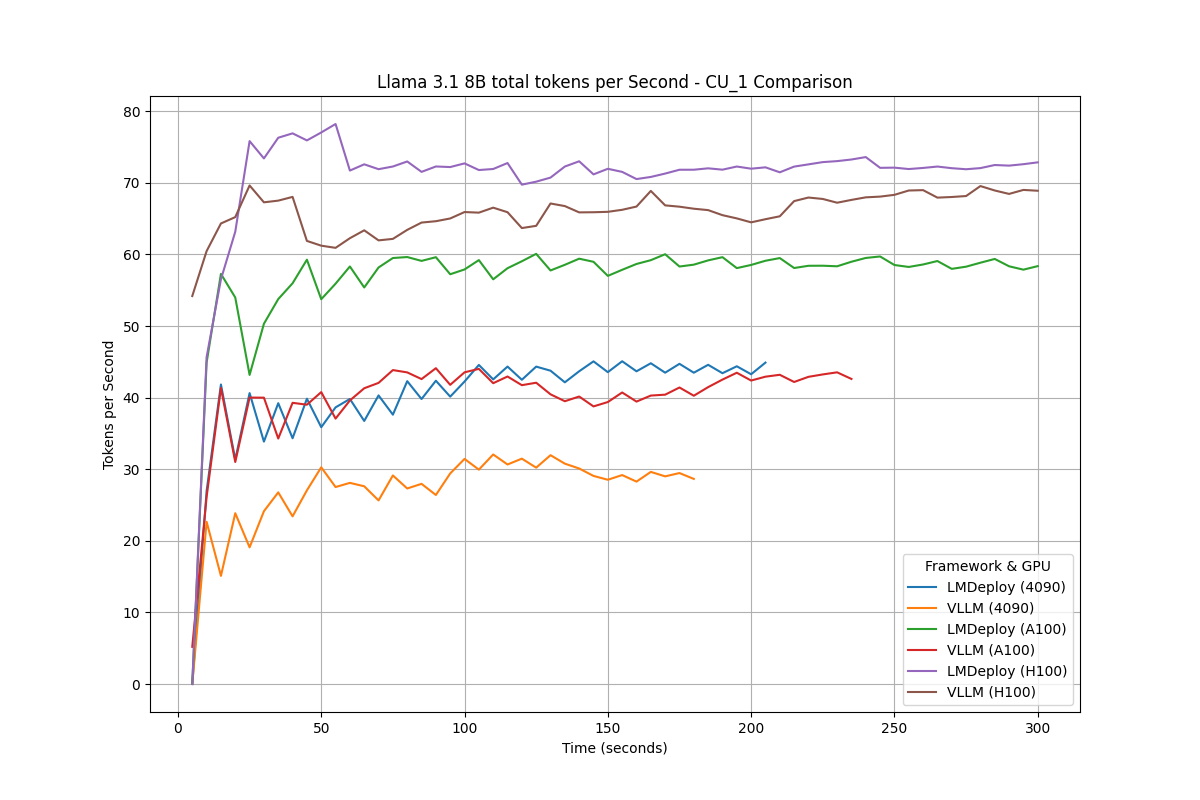 Llama 3.1 8B total tokens per Second - CU_1 Comparison
80
70
60
50
40
30
20
10
0
Tokens per Second
0 50 100 150 200 250 300
Time (seconds)
Framework & GPU
LMDeploy (4090)
VLLM (4090)
LMDeploy (A100)
VLLM (A100)
LMDeploy (H100)
VLLM (H100)